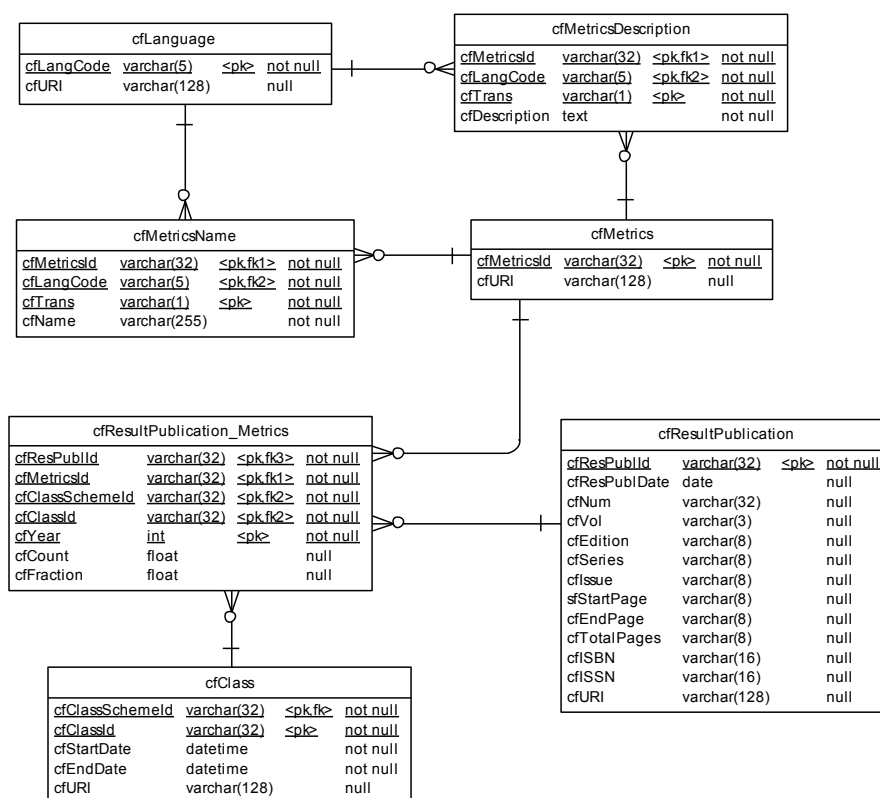 cfLanguage
cfLangCode varchar(5) <pk> not null
cfURI varchar(128) null
cfMetricsDescription
cfMetricsId varchar(32) <pk,fk1> not null
cfLangCode varchar(5) <pk,fk2> not null
cfTrans varchar(1) <pk> not null
cfDescription text not null
cfMetricsName
cfMetricsId varchar(32) <pk,fk1> not null
cfLangCode varchar(5) <pk,fk2> not null
cfTrans varchar(1) <pk> not null
cfName varchar(255) not null
cfMetrics
cfMetricsId varchar(32) <pk> not null
cfURI varchar(128) null
cfResultPublication_Metrics
cfResPublId varchar(32) <pk,fk3> not null
cfMetricsId varchar(32) <pk,fk1> not null
cfClassSchemeId varchar(32) <pk,fk2> not null
cfClassId varchar(32) <pk,fk2> not null
cfYear int <pk> not null
cfCount float null
cfFraction float null
cfResultPublication
cfResPublId varchar(32) <pk> not null
cfResPublDate date null
cfNum varchar(32) null
cfVol varchar(3) null
cfEdition varchar(8) null
cfSeries varchar(8) null
cfIssue varchar(8) null
sfStartPage varchar(8) null
cfEndPage varchar(8) null
cfTotalPages varchar(8) null
cfISBN varchar(16) null
cfISSN varchar(16) null
cfURI varchar(128) null
cfClass
cfClassSchemeId varchar(32) <pk,fk> not null
cfClassId varchar(32) <pk> not null
cfStartDate datetime not null
cfEndDate datetime not null
cfURI varchar(128) null